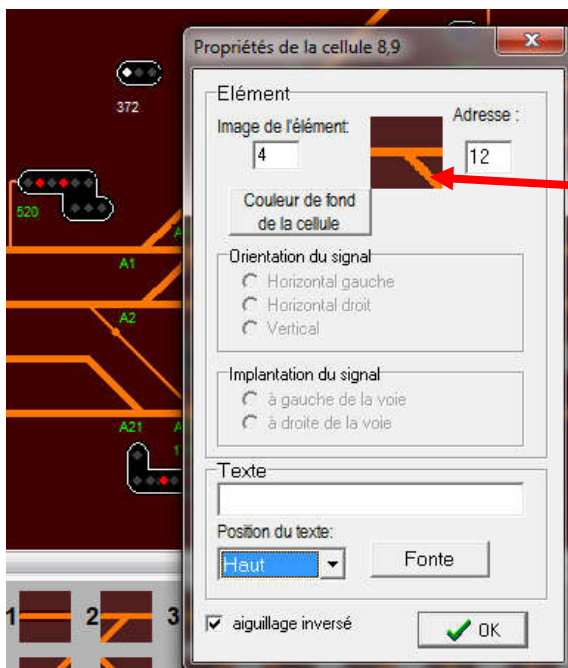 Propriétés de la cellule 8,9
372
Elément
Image de l'élément:
Adresse :
4
12
Couleur de fond
de la cellule
520
A
Orientation du signal
A1
Horizontal gauche
Horizontal droit
A2
Vertical
Implantation du signal
à gauche de la voie
à droite de la voie
A21
A
1
Texte
Position du texte:
Haut
Fonte
1
2
3
aiguillage inversé
OK